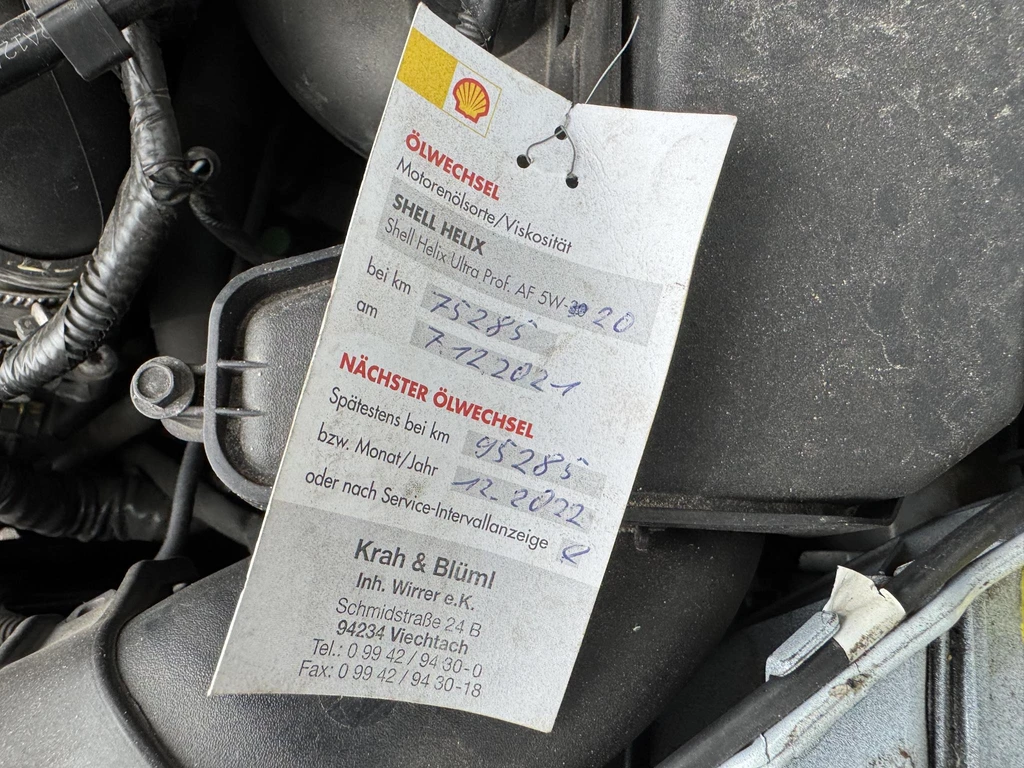 ÖLWECHSEL
Motorenölsorte/Viskosität
SHELL HELIX
Shell Helix Ultra Prof. AF 5W-20
bei km 75285
am 7.12.2021
NÄCHSTER ÖLWECHSEL
Spätestens bei km 95285
bzw. Monat/Jahr 12.2022
oder nach Service-Intervallanzeige
Krah & Blüml
Inh. Wirrer e.K.
Schmidstraße 24 B
94234 Viechtach
Tel.: 0 99 42 / 94 30-0
Fax: 0 99 42 / 94 30-18